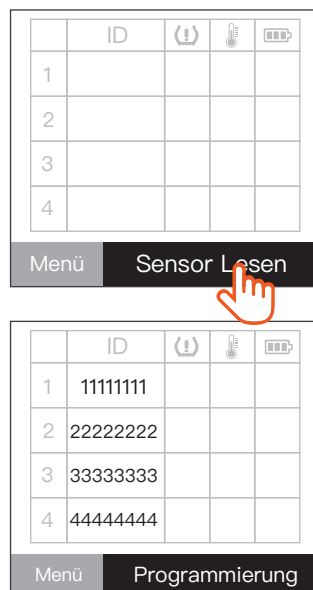 ID
1
2
3
4
Menü Sensor Lesen
ID
1 11111111
2 22222222
3 33333333
4 44444444
Menü Programmierung